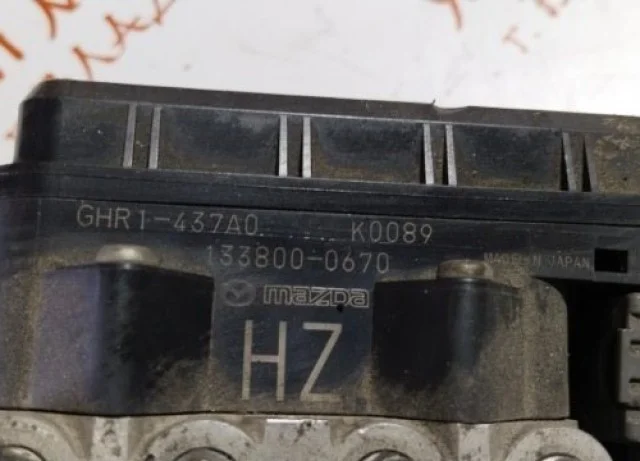 GHR1-437A0..... K0089
133800-0670
MADE IN JAPAN
mazda
HZ